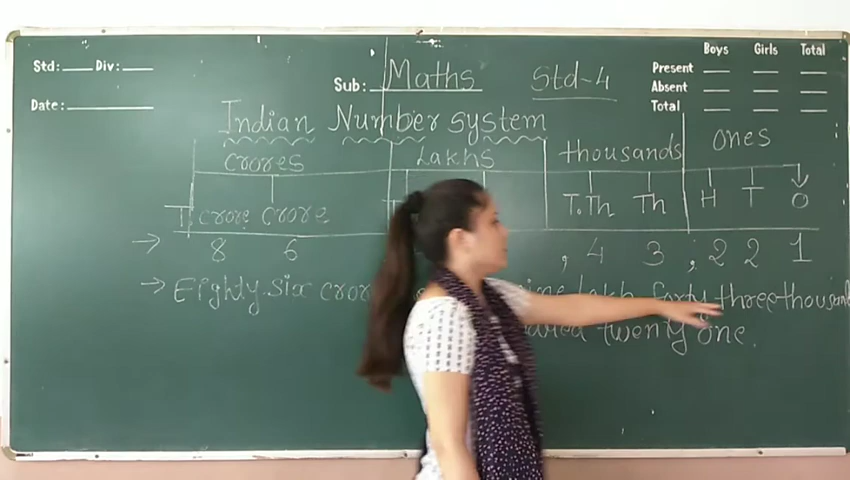 Boys Girls Total
Std: Div: Present
Sub: Maths Std-4 Absent
Date: Total
Indian Number system
crores Lakhs thousands ones
T.crore crore T.Th Th H T O
→ 8 6 , 4 3 , 2 2 1
→ Eighty-six lakh forty three thousand
twenty one.